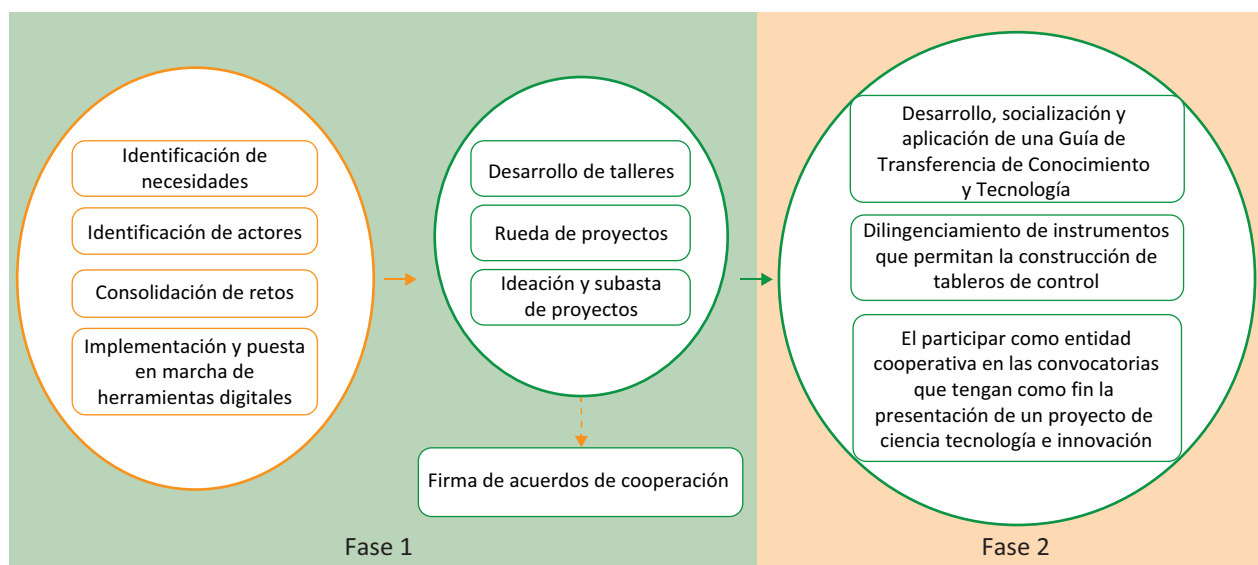 Identificación de
necesidades
Identificación de actores
Consolidación de retos
Implementación y puesta
en marcha de
herramientas digitales
Desarrollo de talleres
Rueda de proyectos
Ideación y subasta
de proyectos
Firma de acuerdos de cooperación
Fase 1
Desarrollo, socialización y
aplicación de una Guía de
Transferencia de Conocimiento
y Tecnología
Dilingenciamiento de instrumentos
que permitan la construcción de
tableros de control
El participar como entidad
cooperativa en las convocatorias
que tengan como fin la
presentación de un proyecto de
ciencia tecnología e innovación
Fase 2